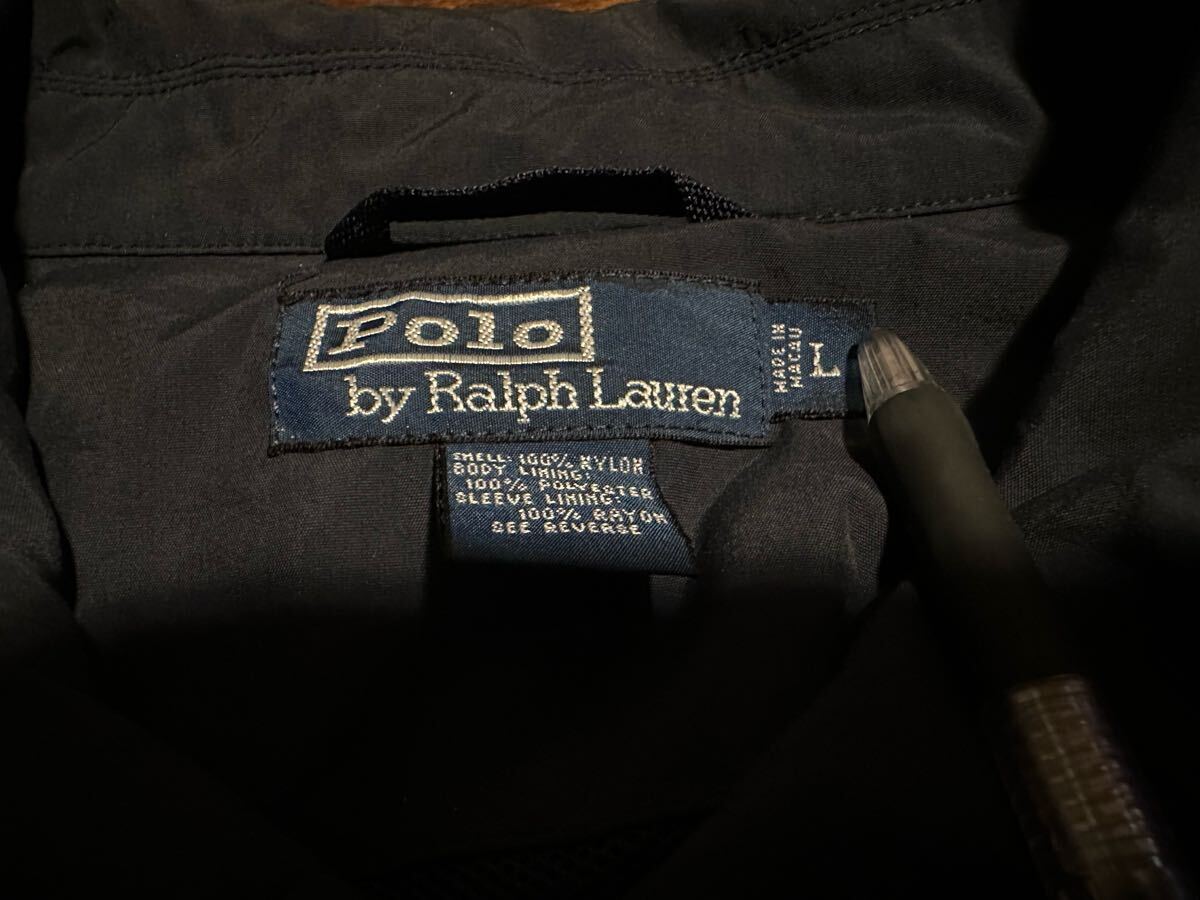 Polo
by Ralph Lauren
MADE IN
MACAU
L
SHELL: 100% NYLON
BODY LINING:
100% POLYESTER
SLEEVE LINING:
100% RAYON
SEE REVERSE